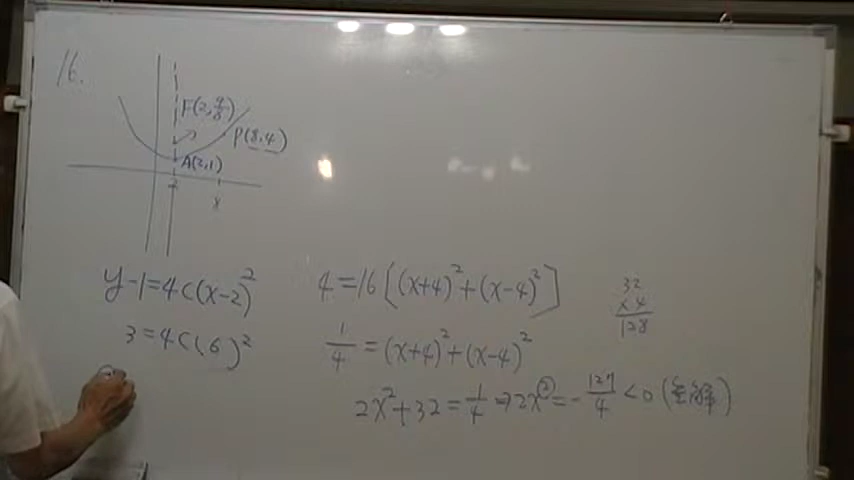 16.
F(2, 9/8)
P(8,4)
A(2,1)
2
8
y-1=4c(x-2)²
3=4c(6)²
4=16[(x+4)²+(x-4)²]
1/4=(x+4)²+(x-4)²
2x²+32=1/4⇒2x²=-127/4<0(無解)
32
x4
128